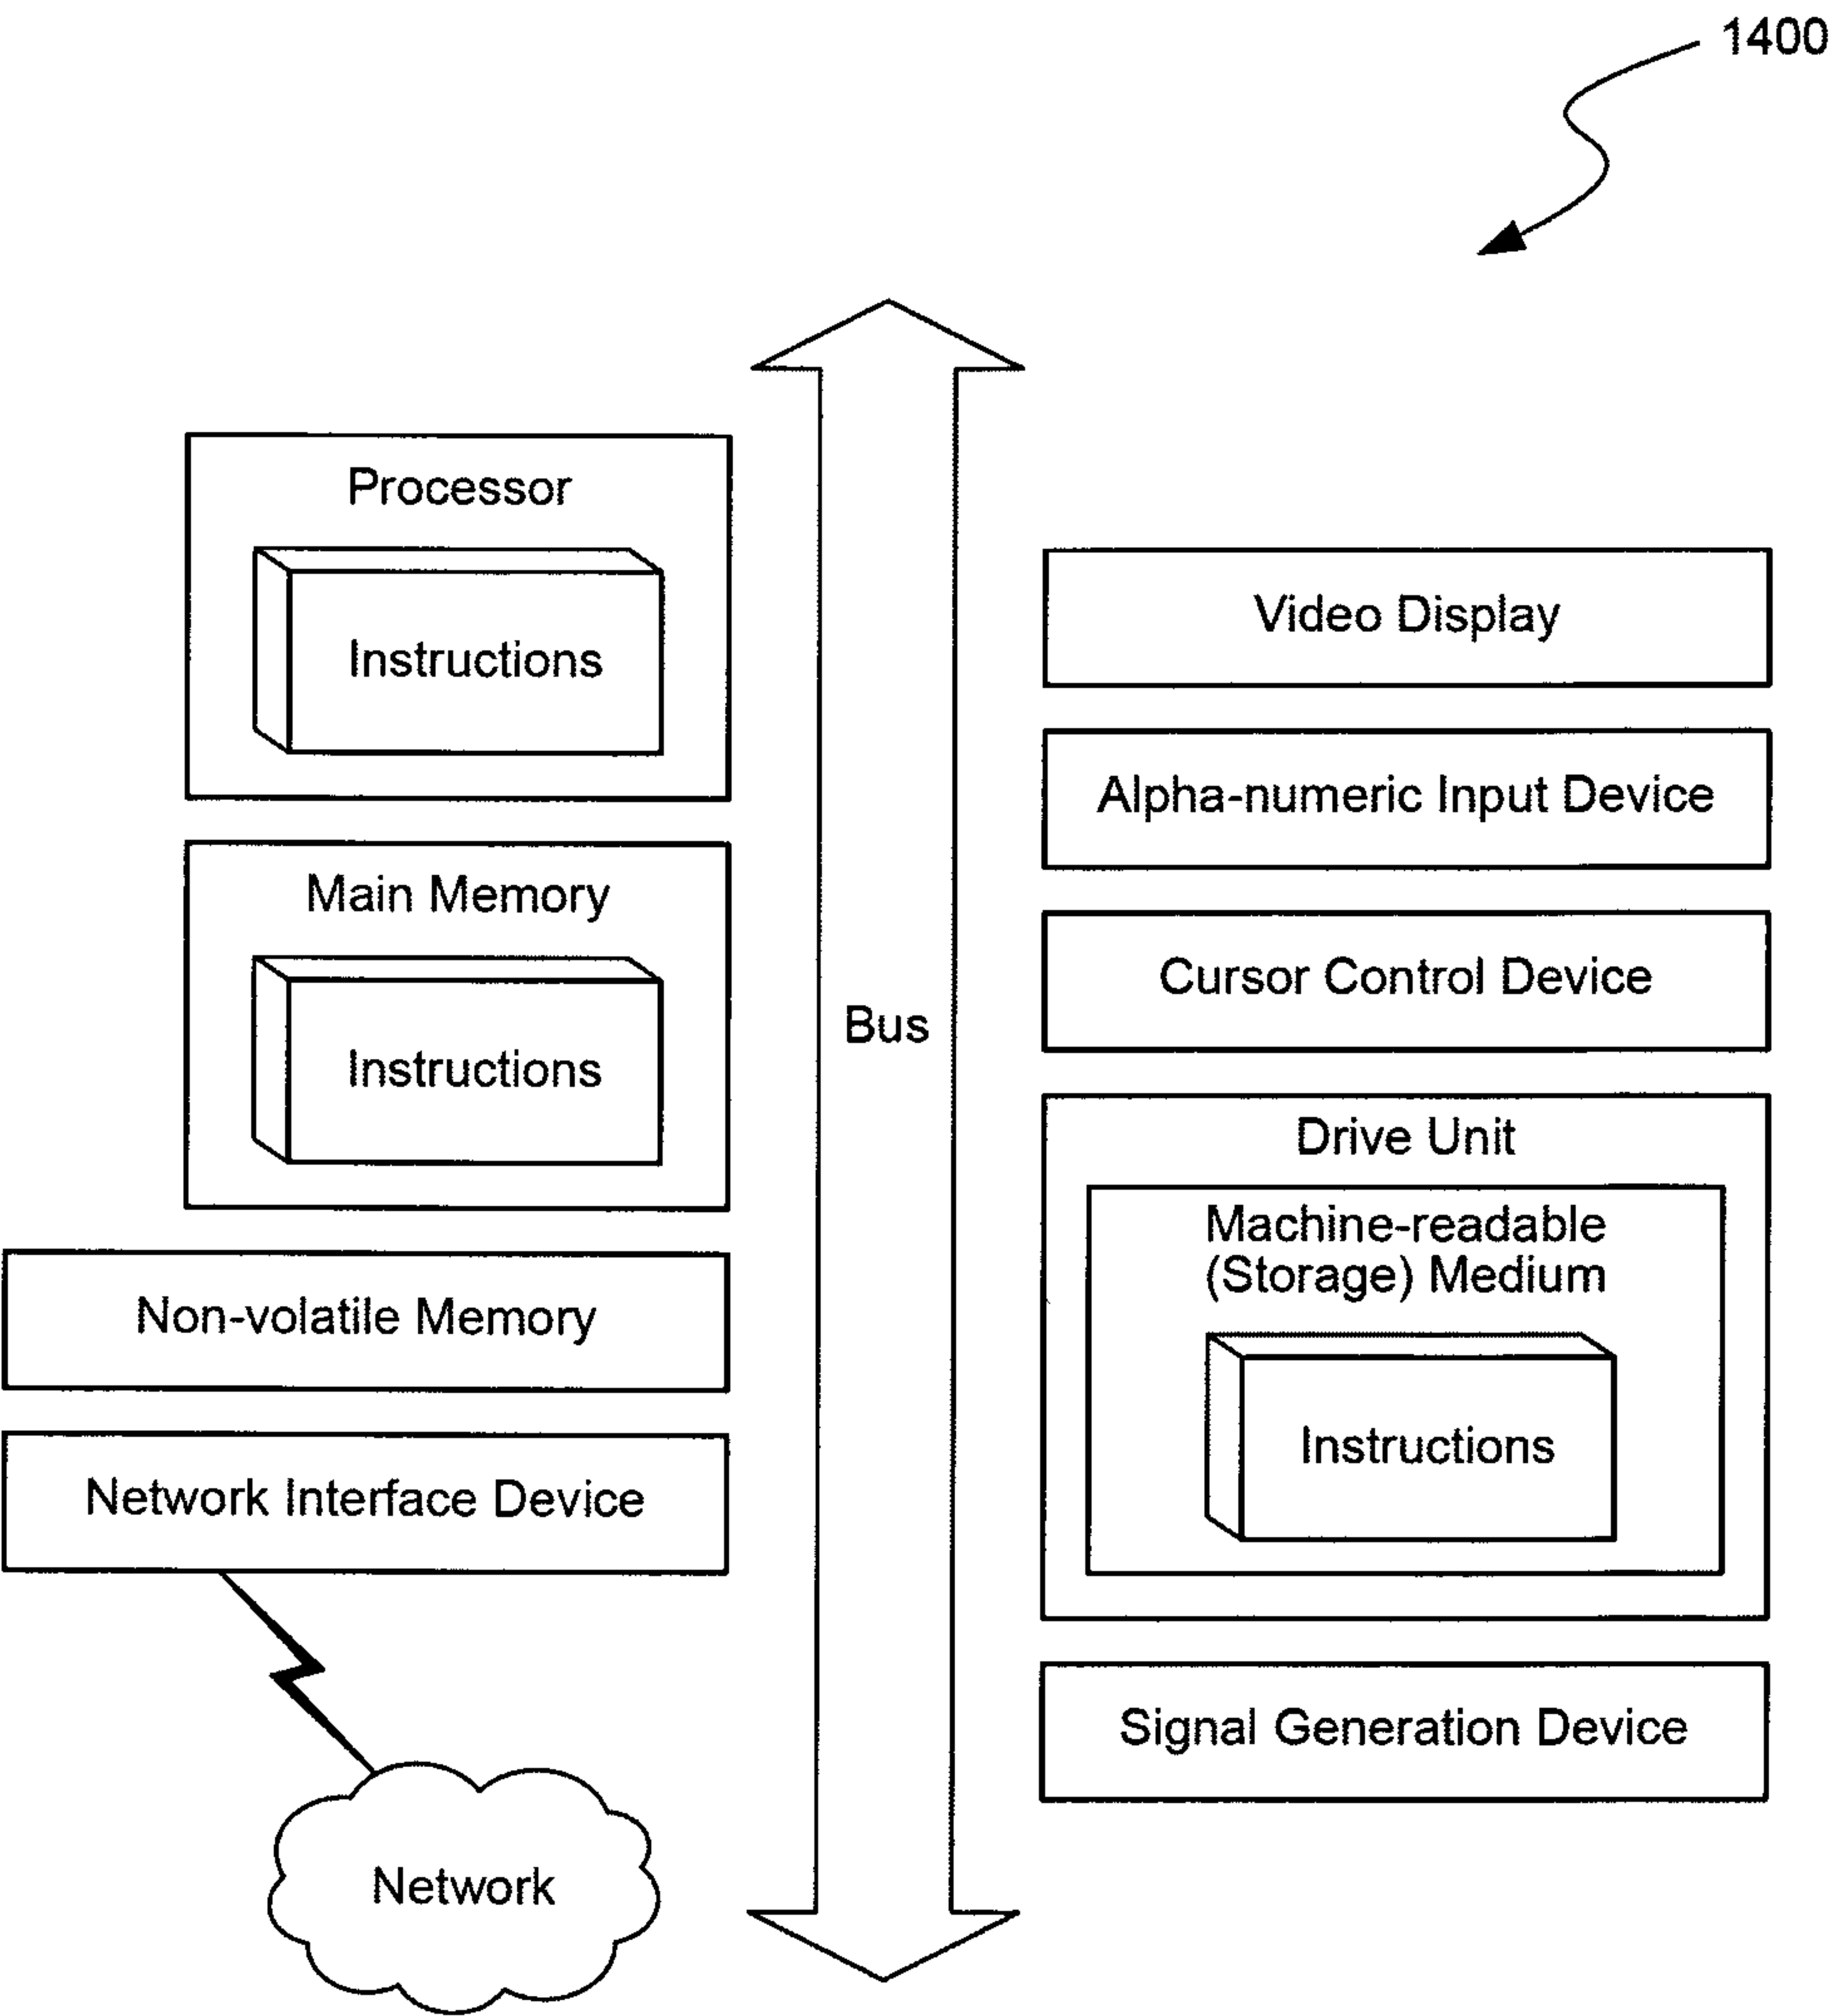 1400
Processor
Instructions
Main Memory
Instructions
Non-volatile Memory
Network Interface Device
Network
Bus
Video Display
Alpha-numeric Input Device
Cursor Control Device
Drive Unit
Machine-readable
(Storage) Medium
Instructions
Signal Generation Device